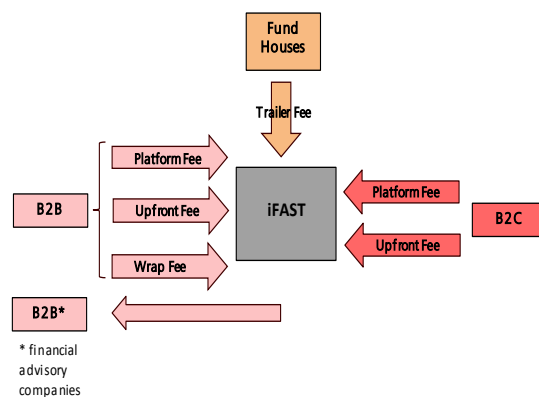 Fund
Houses
Trailer Fee
Platform Fee
Platform Fee
B2B
Upfront Fee
iFAST
B2C
Upfront Fee
Wrap Fee
B2B*
* financial
advisory
companies